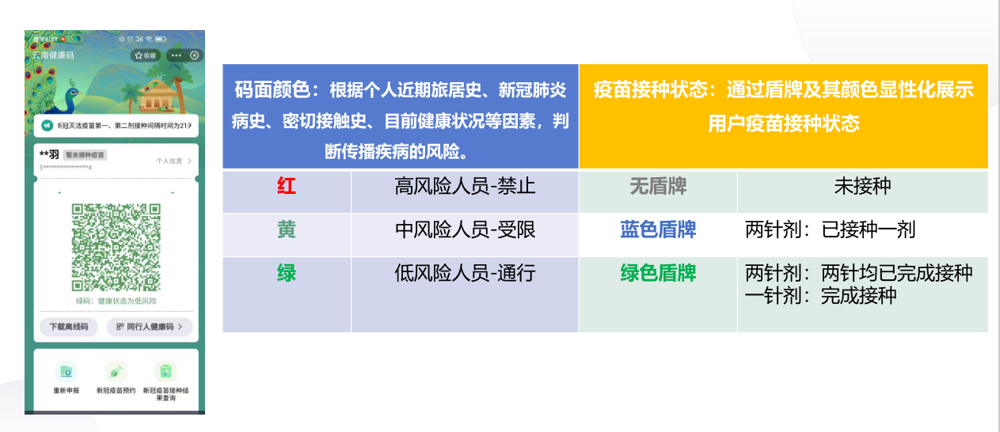 云南健康码
收藏
新冠灭活疫苗第一、第二剂接种间隔时间为21天
**羽 暂未接种疫苗
5****************4
个人信息
绿码：健康状态为低风险
下载离线码
同行人健康码
重新申报
新冠疫苗预约
新冠疫苗接种结
果查询
码面颜色：根据个人近期旅居史、新冠肺炎
病史、密切接触史、目前健康状况等因素，判
断传播疾病的风险。
疫苗接种状态：通过盾牌及其颜色显性化展示
用户疫苗接种状态
红 高风险人员-禁止 无盾牌 未接种
黄 中风险人员-受限 蓝色盾牌 两针剂：已接种一剂
绿 低风险人员-通行 绿色盾牌 两针剂：两针均已完成接种
一针剂：完成接种